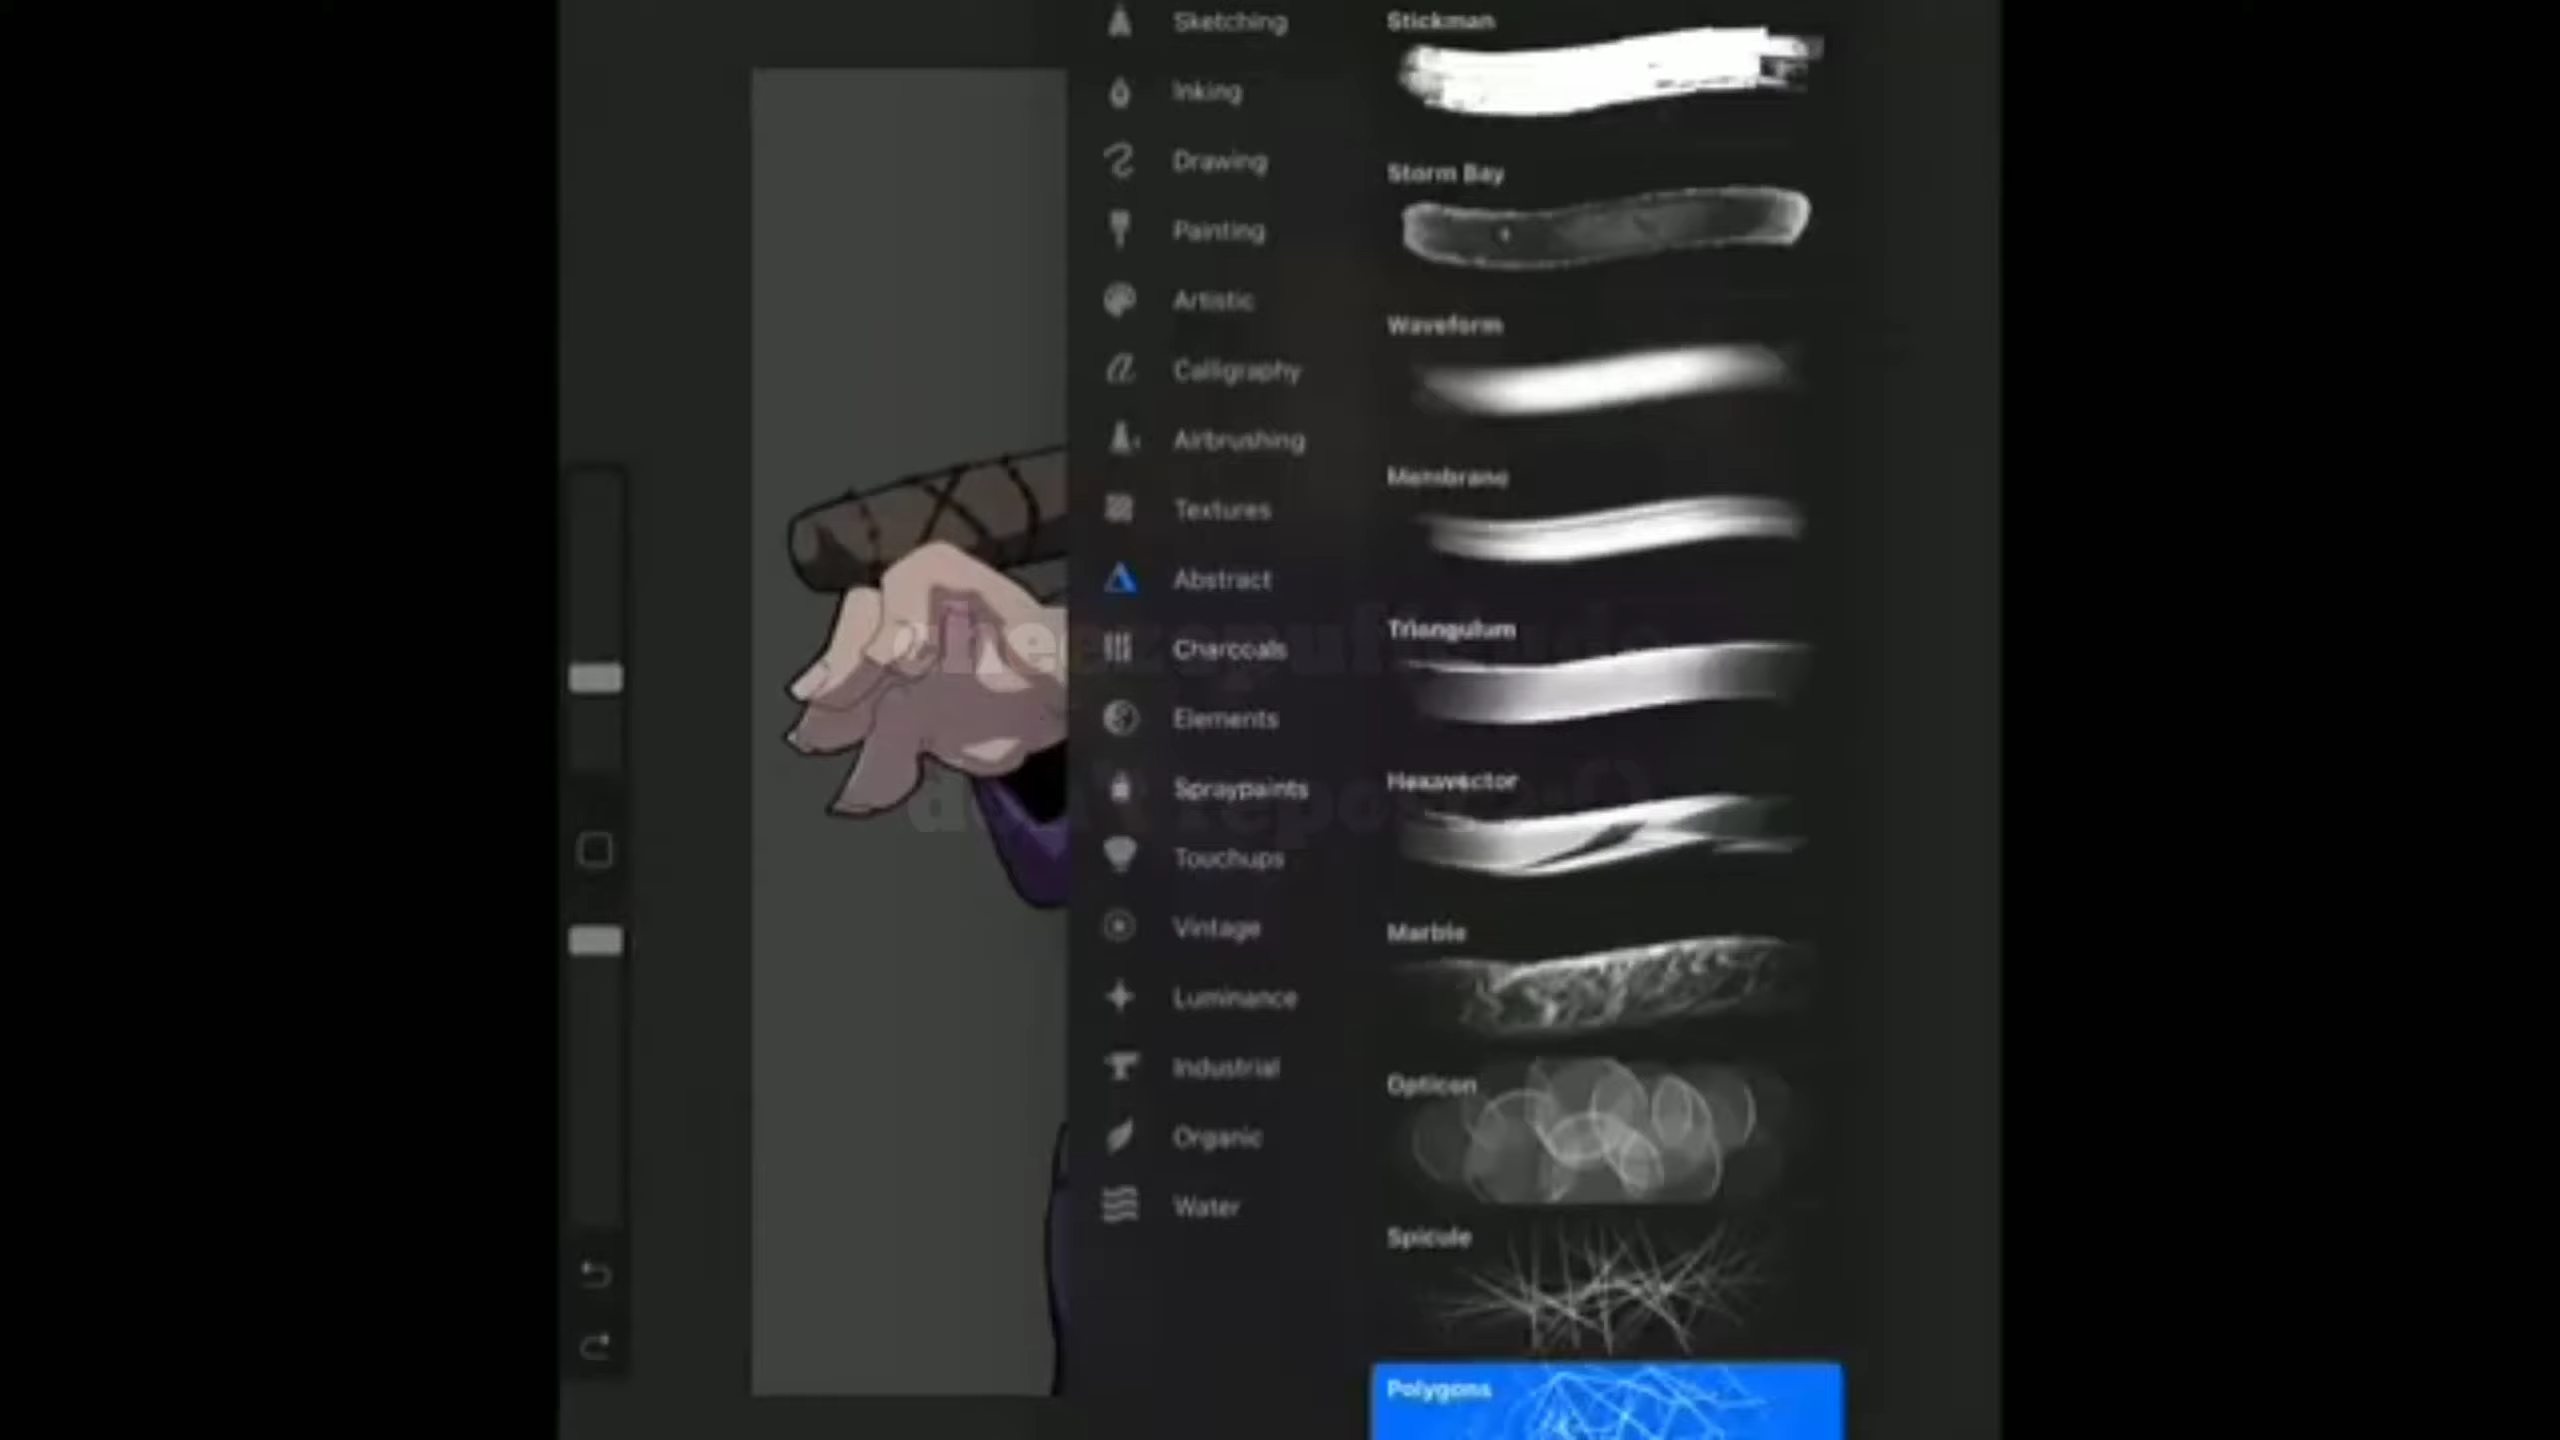 Sketching
Inking
Drawing
Painting
Artistic
Calligraphy
Airbrushing
Textures
Abstract
Charcoals
Elements
Spraypaints
Touchups
Vintage
Luminance
Industrial
Organic
Water
Stickman
Storm Bay
Waveform
Membrane
Triangulum
Hexavector
Marble
Opticon
Spicule
Polygons